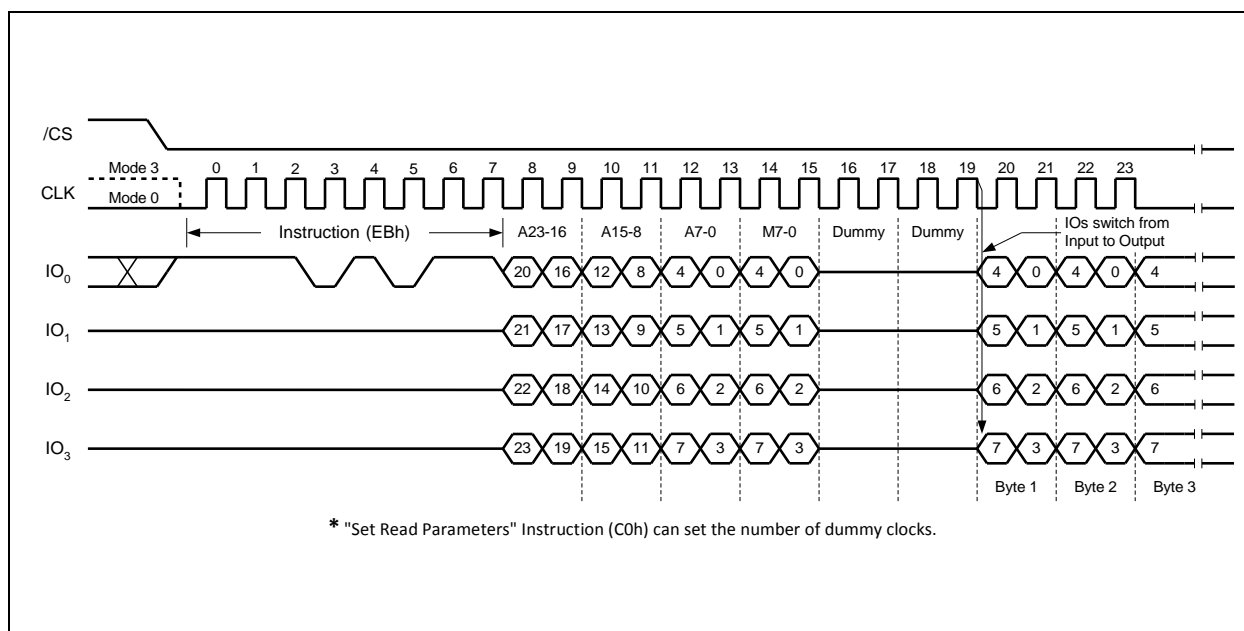 /CS
Mode 3
0 1 2 3 4 5 6 7 8 9 10 11 12 13 14 15 16 17 18 19 20 21 22 23
CLK
Mode 0
Instruction (EBh) A23-16 A15-8 A7-0 M7-0 Dummy Dummy
IOs switch from
Input to Output
IO0 20 16 12 8 4 0 4 0 4 0 4 0 4
IO1 21 17 13 9 5 1 5 1 5 1 5 1 5
IO2 22 18 14 10 6 2 6 2 6 2 6 2 6
IO3 23 19 15 11 7 3 7 3 7 3 7 3 7
Byte 1 Byte 2 Byte 3
* "Set Read Parameters" Instruction (C0h) can set the number of dummy clocks.